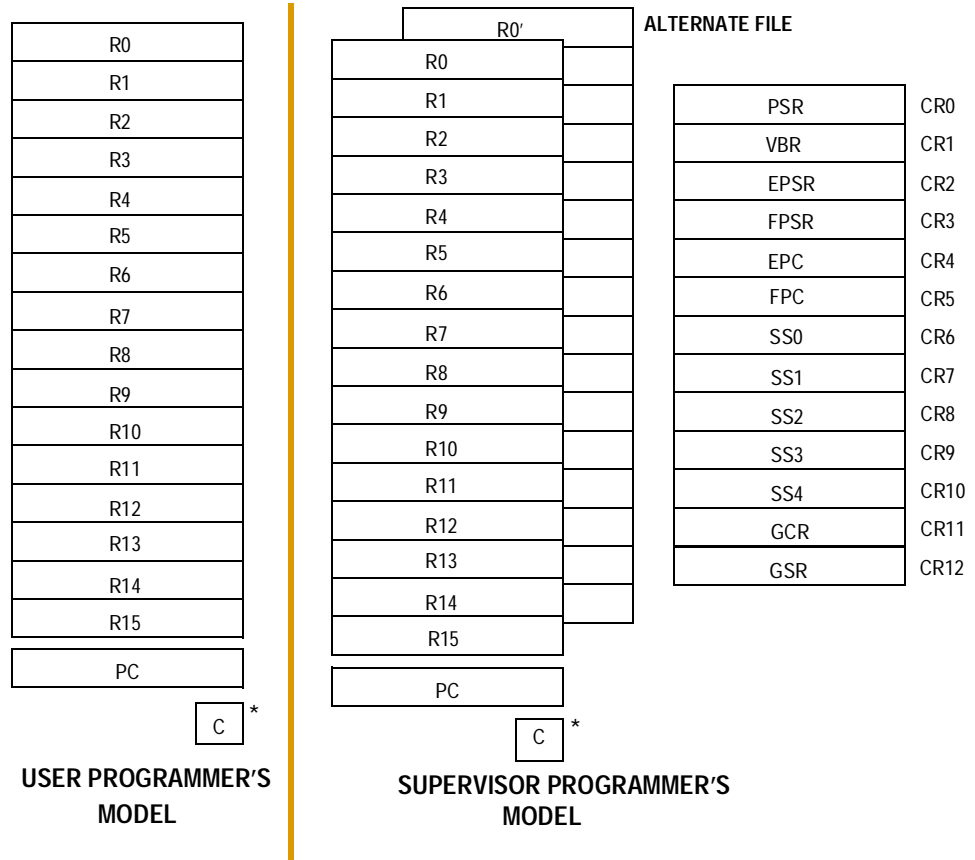 R0
R1
R2
R3
R4
R5
R6
R7
R8
R9
R10
R11
R12
R13
R14
R15
PC
C *
USER PROGRAMMER'S
MODEL
R0′ ALTERNATE FILE
R0
R1
R2
R3
R4
R5
R6
R7
R8
R9
R10
R11
R12
R13
R14
R15
PC
C *
SUPERVISOR PROGRAMMER'S
MODEL
PSR CR0
VBR CR1
EPSR CR2
FPSR CR3
EPC CR4
FPC CR5
SS0 CR6
SS1 CR7
SS2 CR8
SS3 CR9
SS4 CR10
GCR CR11
GSR CR12